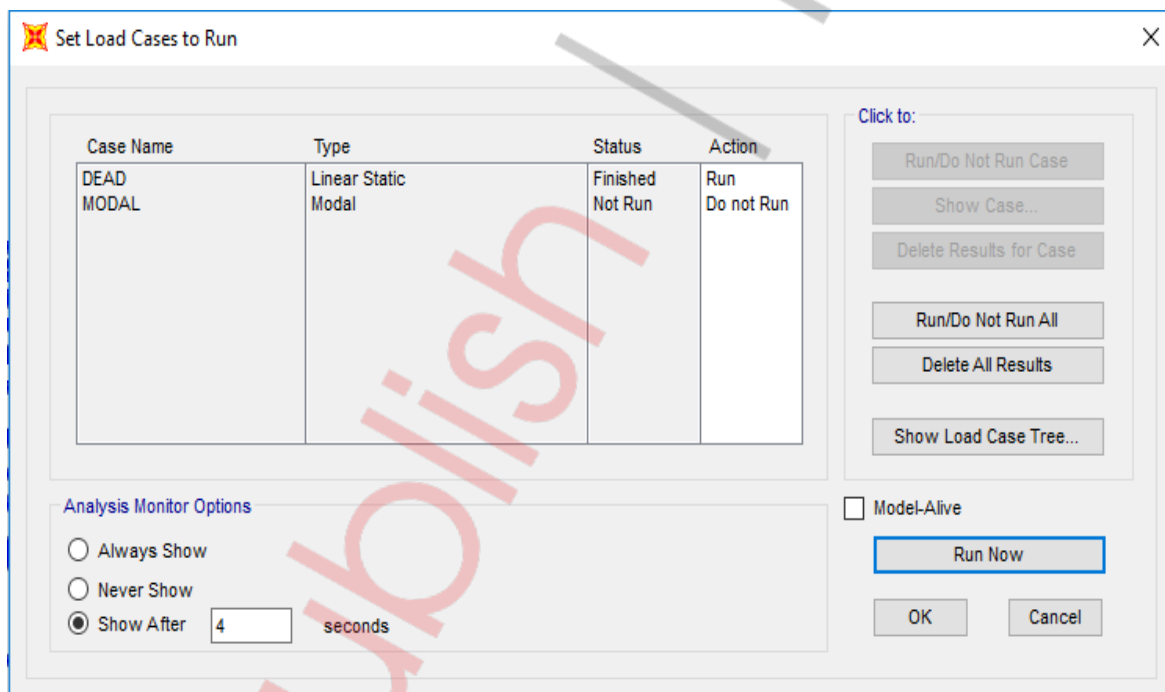 Set Load Cases to Run
Click to:
Case Name Type Status Action
DEAD Linear Static Finished Run
MODAL Modal Not Run Do not Run
Run/Do Not Run Case
Show Case...
Delete Results for Case
Run/Do Not Run All
Delete All Results
Show Load Case Tree...
Analysis Monitor Options
Always Show
Never Show
Show After 4 seconds
Model-Alive
Run Now
OK Cancel
ublish